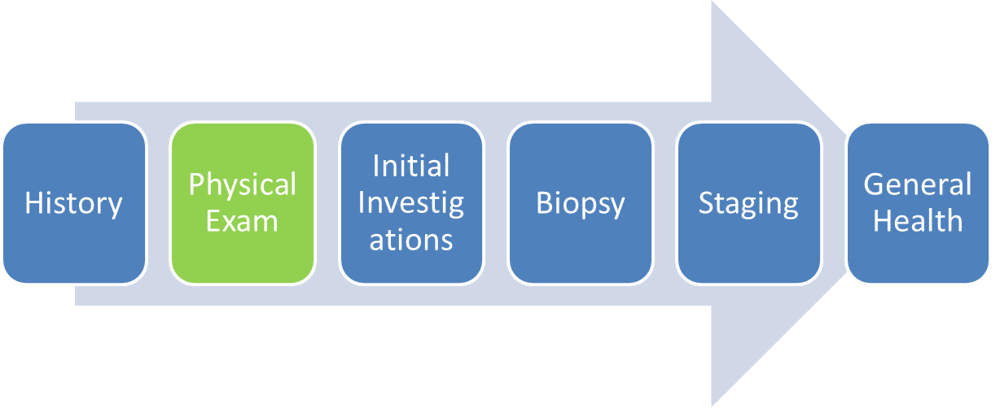 History
Physical
Exam
Initial
Investig
ations
Biopsy
Staging
General
Health